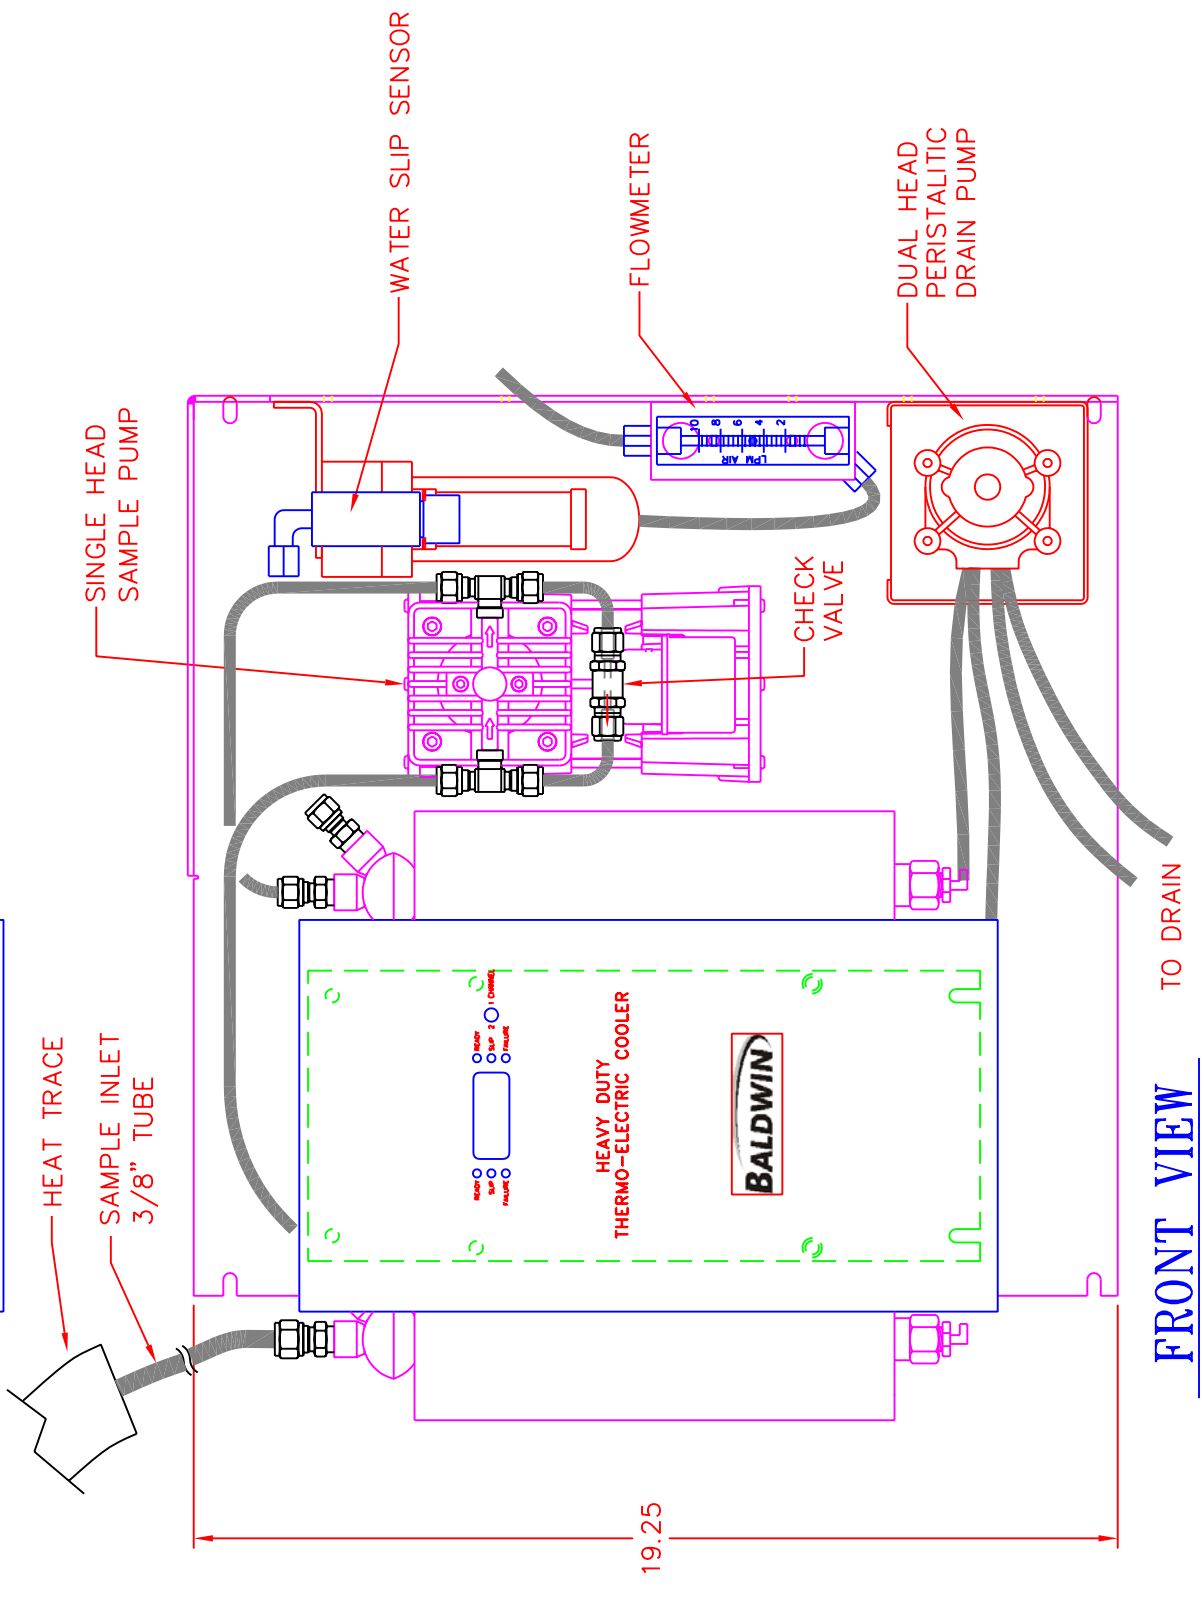 HEAT TRACE
SAMPLE INLET
3/8" TUBE
SINGLE HEAD
SAMPLE PUMP
WATER SLIP SENSOR
FLOWMETER
DUAL HEAD
PERISTALITIC
DRAIN PUMP
CHECK
VALVE
10
8
6
4
2
LPM AIR
READY
SLIP
FAILURE
READY
SLIP
FAILURE
2 1 CHANNEL
HEAVY DUTY
THERMO-ELECTRIC COOLER
BALDWIN
TO DRAIN
19.25
FRONT VIEW